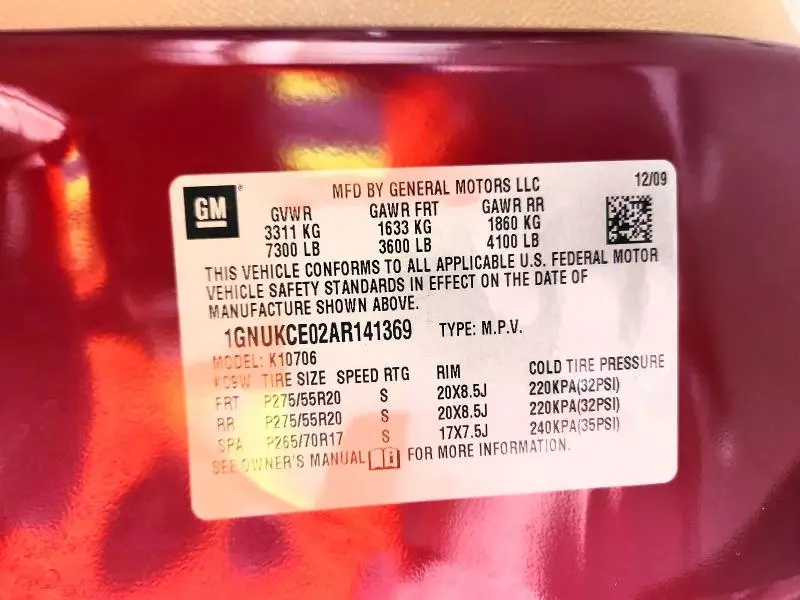 GM
MFD BY GENERAL MOTORS LLC 12/09
GVWR GAWR FRT GAWR RR
3311 KG 1633 KG 1860 KG
7300 LB 3600 LB 4100 LB
THIS VEHICLE CONFORMS TO ALL APPLICABLE U.S. FEDERAL MOTOR
VEHICLE SAFETY STANDARDS IN EFFECT ON THE DATE OF
MANUFACTURE SHOWN ABOVE.
1GNUKCE02AR141369 TYPE: M.P.V.
MODEL: K10706
KC9W TIRE SIZE SPEED RTG RIM COLD TIRE PRESSURE
FRT P275/55R20 S 20X8.5J 220KPA(32PSI)
RR P275/55R20 S 20X8.5J 220KPA(32PSI)
SPA P265/70R17 S 17X7.5J 240KPA(35PSI)
SEE OWNER'S MANUAL FOR MORE INFORMATION.